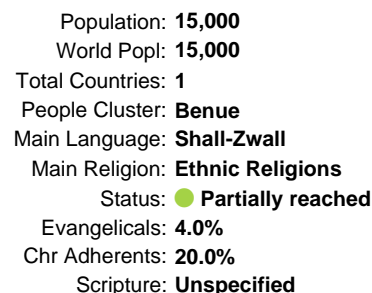 Population: 15,000
World Popl: 15,000
Total Countries: 1
People Cluster: Benue
Main Language: Shall-Zwall
Main Religion: Ethnic Religions
Status: Partially reached
Evangelicals: 4.0%
Chr Adherents: 20.0%
Scripture: Unspecified